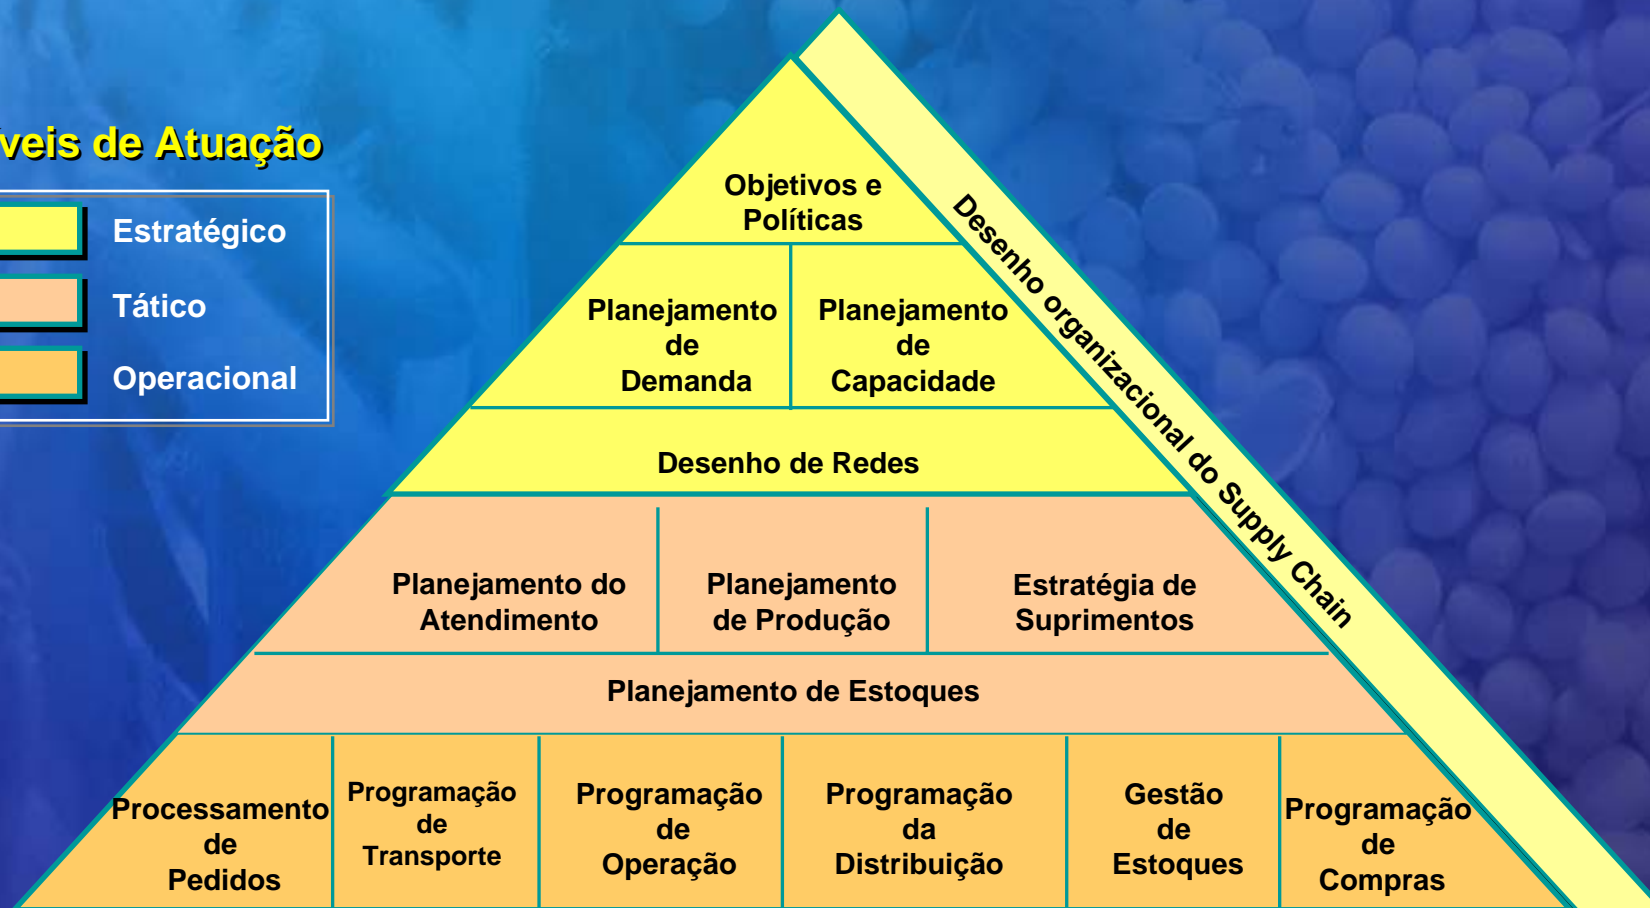 veis de Atuação
Estratégico
Tático
Operacional
Objetivos e
Políticas
Planejamento
de
Demanda
Planejamento
de
Capacidade
Desenho de Redes
Planejamento do
Atendimento
Planejamento
de Produção
Estratégia de
Suprimentos
Planejamento de Estoques
Processamento
de
Pedidos
Programação
de
Transporte
Programação
de
Operação
Programação
da
Distribuição
Gestão
de
Estoques
Programação
de
Compras
Desenho organizacional do Supply Chain